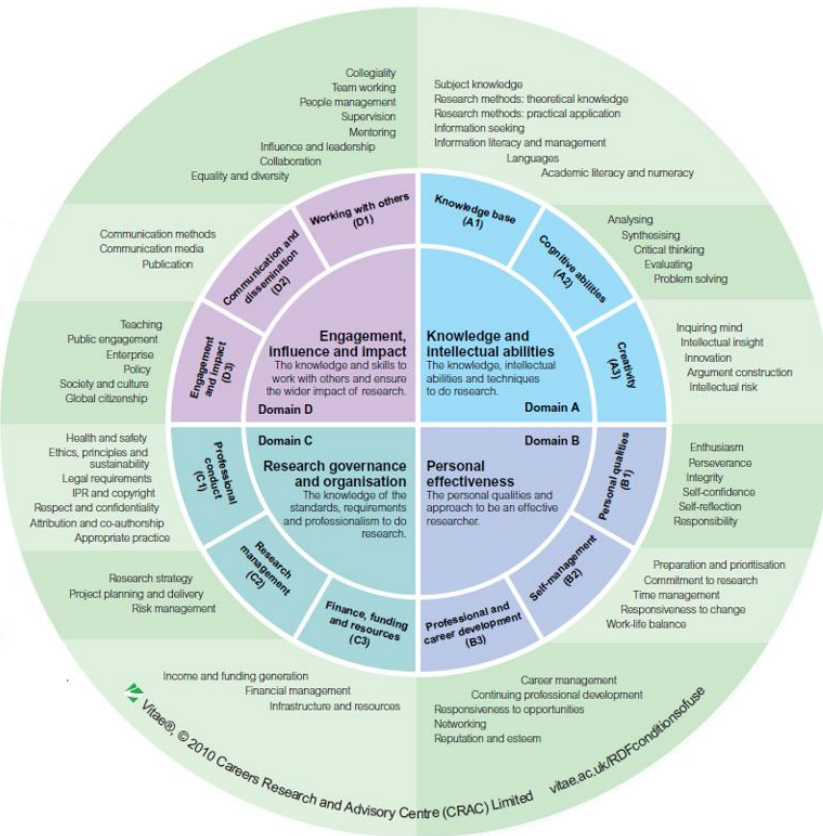 Collegiality
Team working
People management
Supervision
Mentoring
Influence and leadership
Collaboration
Equality and diversity
Subject knowledge
Research methods: theoretical knowledge
Research methods: practical application
Information seeking
Information literacy and management
Languages
Academic literacy and numeracy
Working with others
(D1)
Knowledge base
(A1)
Communication methods
Communication media
Publication
Communication and
dissemination
(D2)
Cognitive abilities
(A2)
Analysing
Synthesising
Critical thinking
Evaluating
Problem solving
Teaching
Public engagement
Enterprise
Policy
Society and culture
Global citizenship
Engagement
and impact
(D3)
Engagement,
influence and impact
The knowledge and skills to
work with others and ensure
the wider impact of research.
Domain D
Knowledge and
intellectual abilities
The knowledge, intellectual
abilities and techniques
to do research.
Domain A
Creativity
(A3)
Inquiring mind
Intellectual insight
Innovation
Argument construction
Intellectual risk
Health and safety
Ethics, principles and
sustainability
Legal requirements
IPR and copyright
Respect and confidentiality
Attribution and co-authorship
Appropriate practice
Professional
conduct
(C1)
Domain C
Research governance
and organisation
The knowledge of the
standards, requirements
and professionalism to do
research.
Domain B
Personal
effectiveness
The personal qualities and
approach to be an effective
researcher.
Personal qualities
(B1)
Enthusiasm
Perseverance
Integrity
Self-confidence
Self-reflection
Responsibility
Research strategy
Project planning and delivery
Risk management
Research
management
(C2)
Self-management
(B2)
Preparation and prioritisation
Commitment to research
Time management
Responsiveness to change
Work-life balance
Finance, funding
and resources
(C3)
Professional and
career development
(B3)
Income and funding generation
Financial management
Infrastructure and resources
Career management
Continuing professional development
Responsiveness to opportunities
Networking
Reputation and esteem
Vitae®, © 2010 Careers Research and Advisory Centre (CRAC) Limited
vitae.ac.uk/RDFconditionsofuse